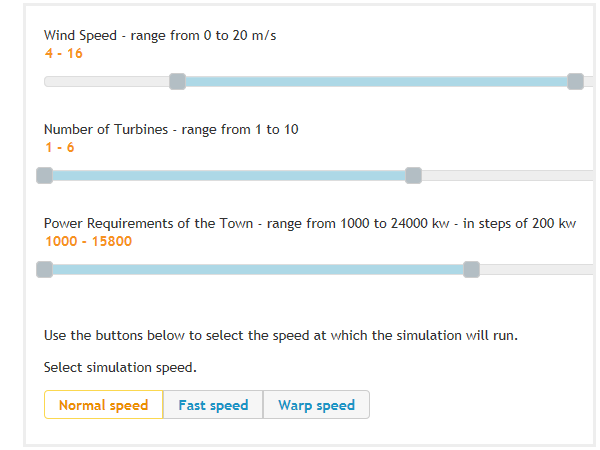 Wind Speed - range from 0 to 20 m/s
4 - 16
Number of Turbines - range from 1 to 10
1 - 6
Power Requirements of the Town - range from 1000 to 24000 kw - in steps of 200 kw
1000 - 15800
Use the buttons below to select the speed at which the simulation will run.
Select simulation speed.
Normal speed Fast speed Warp speed